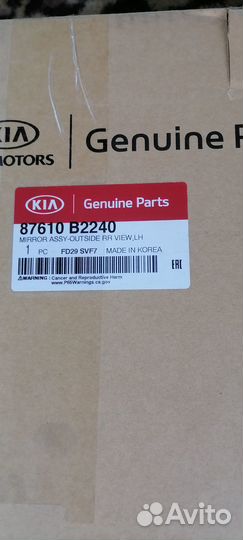 KIA
MOTORS
Genuine Pa
KIA
Genuine Parts
87610 B2240
MIRROR ASSY-OUTSIDE RR VIEW,LH
1 PC FD29 SVF7 MADE IN KOREA
EAC
WARNING Cancer and Reproductive Harm
www.P65Warnings.ca.gov
Avito